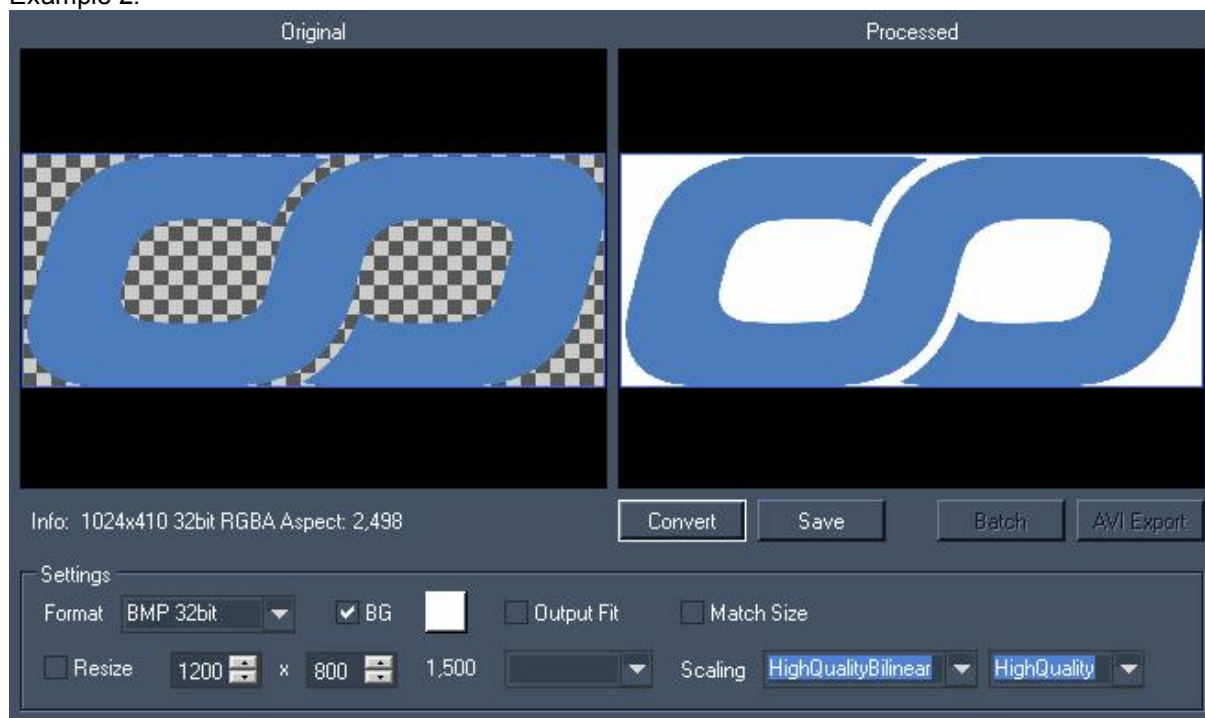 Example 2:
Original
Processed
Info: 1024x410 32bit RGBA Aspect: 2,498
Convert
Save
Batch
AVI Export
Settings
Format BMP 32bit BG Output Fit Match Size
Resize 1200 x 800 1,500 Scaling HighQualityBilinear HighQuality